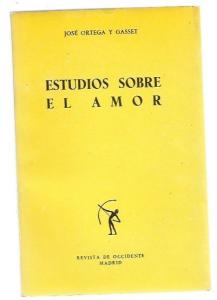 JOSÉ ORTEGA Y GASSET
ESTUDIOS SOBRE
EL AMOR
REVISTA DE OCCIDENTE
MADRID